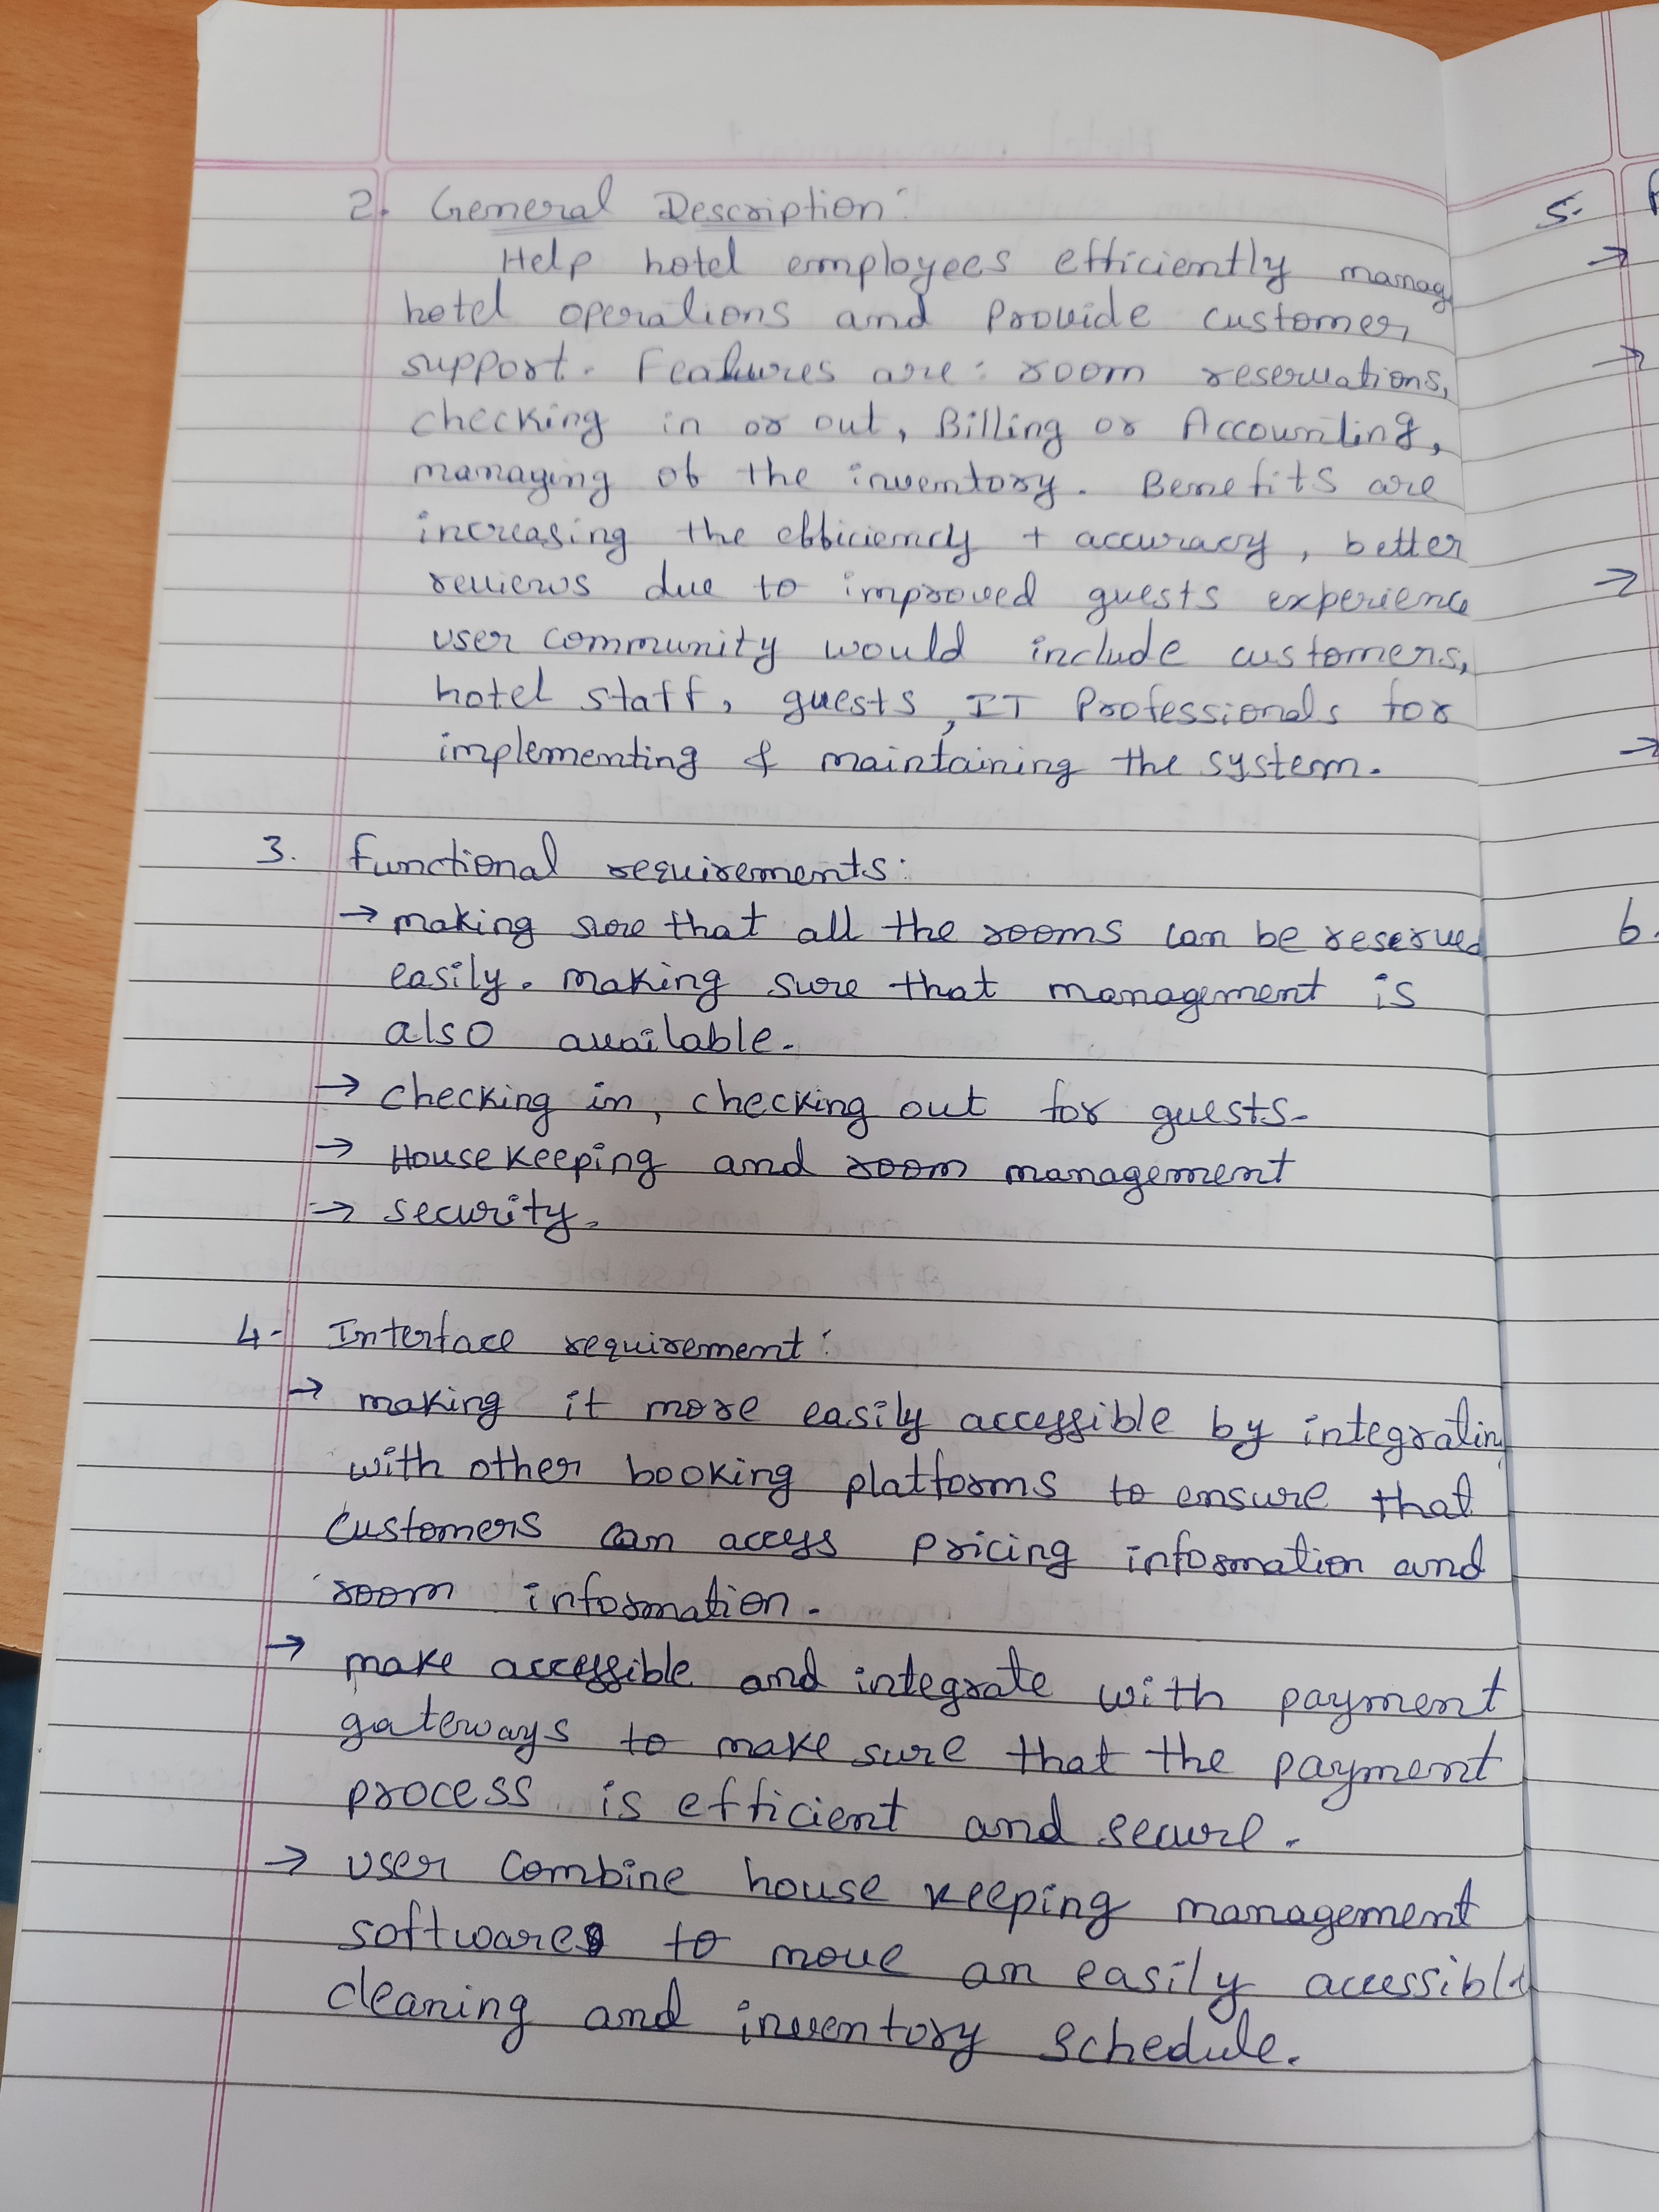 2. General Description:
Help hotel employees efficiently manag
hotel operations and Provide customer
support. Features are: room reservations,
checking in or out, Billing or Accounting,
managing of the inventory. Benefits are
increasing the efficiency + accuracy, better
reviews due to improved guests experience
user community would include customers,
hotel staff, guests, IT Professionals for
implementing & maintaining the system.
3. functional requirements:
→ making sure that all the rooms can be reserved
easily. making sure that management is
also available.
→ checking in, checking out for guests.
→ Housekeeping and room management
→ security.
4. Interface requirement:
→ making it more easily accessible by integrating
with other booking platforms to ensure that
customers can access pricing information and
room information.
→ make accessible and integrate with payment
gateways to make sure that the payment
process is efficient and secure.
→ user combine house keeping management
softwares to move an easily accessible
cleaning and inventory schedule.
5.
→
→
→
→
6.